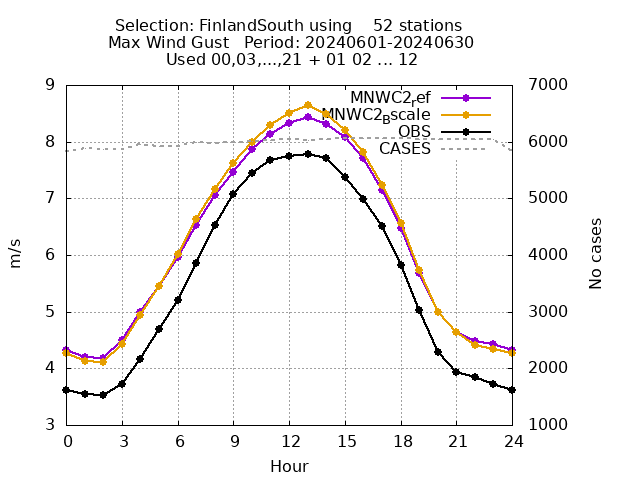 Selection: FinlandSouth using    52 stations
Max Wind Gust   Period: 20240601-20240630
Used 00,03,...,21 + 01 02 ... 12
9 7000
MNWC2ref
MNWC2Bscale
OBS
CASES
8 6000
7 5000
6 4000
5 3000
4 2000
3 1000
m/s
No cases
0 3 6 9 12 15 18 21 24
Hour